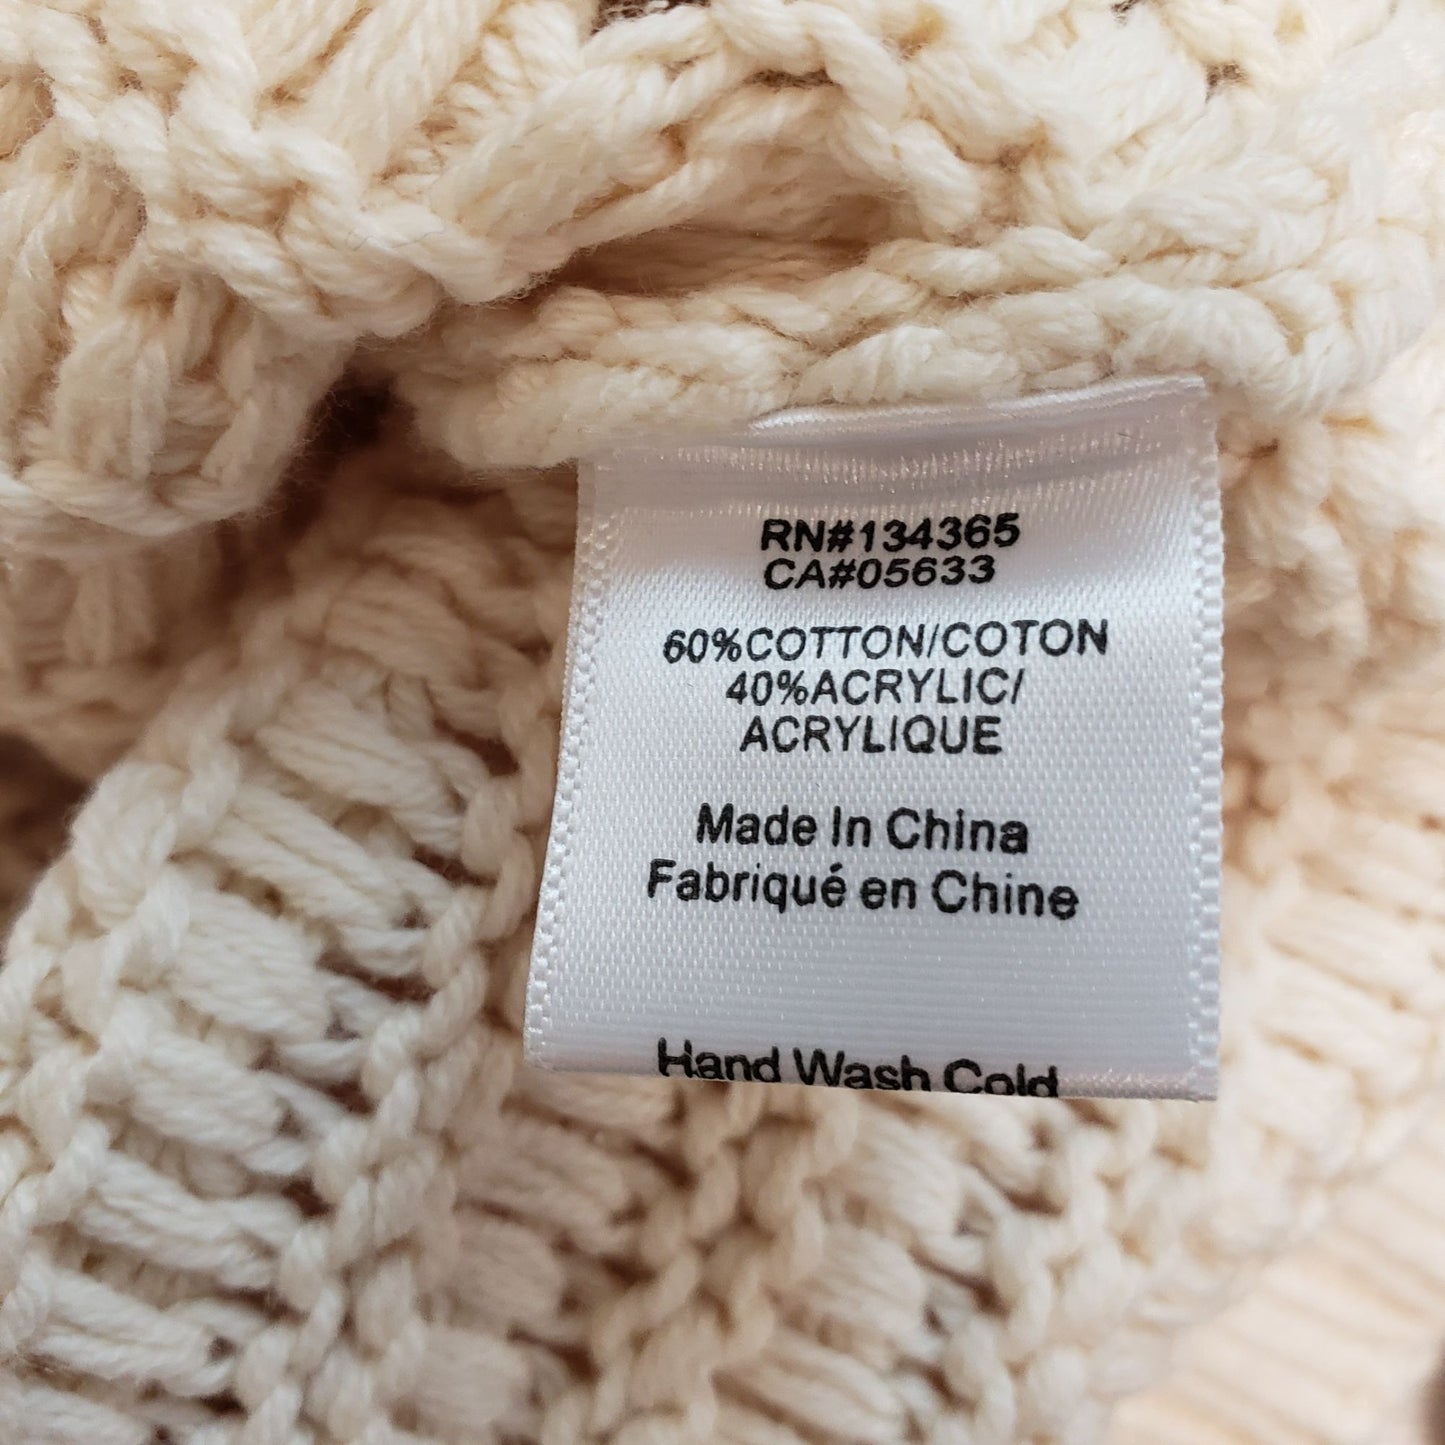 RN#134365
CA#05633
60%COTTON/COTON
40%ACRYLIC/
ACRYLIQUE
Made In China
Fabriqué en Chine
Hand Wash Cold